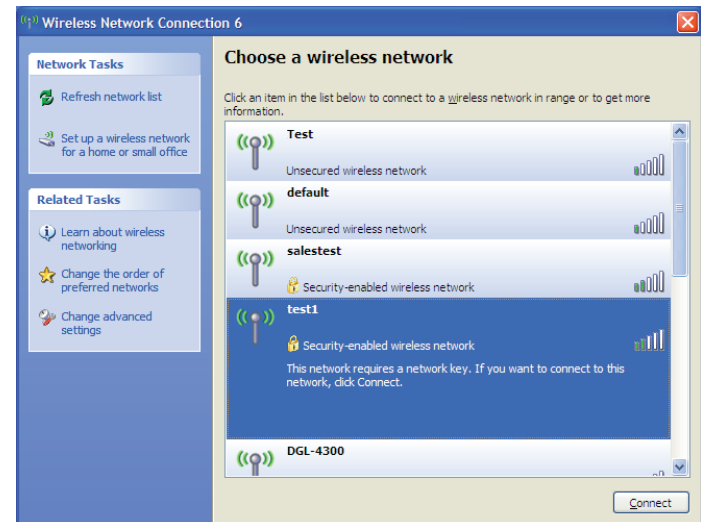 Wireless Network Connection 6
Network Tasks
Refresh network list
Set up a wireless network
for a home or small office
Related Tasks
Learn about wireless
networking
Change the order of
preferred networks
Change advanced
settings
Choose a wireless network
Click an item in the list below to connect to a wireless network in range or to get more
information.
Test
Unsecured wireless network
default
Unsecured wireless network
salestest
Security-enabled wireless network
test1
Security-enabled wireless network
This network requires a network key. If you want to connect to this
network, click Connect.
DGL-4300
Connect